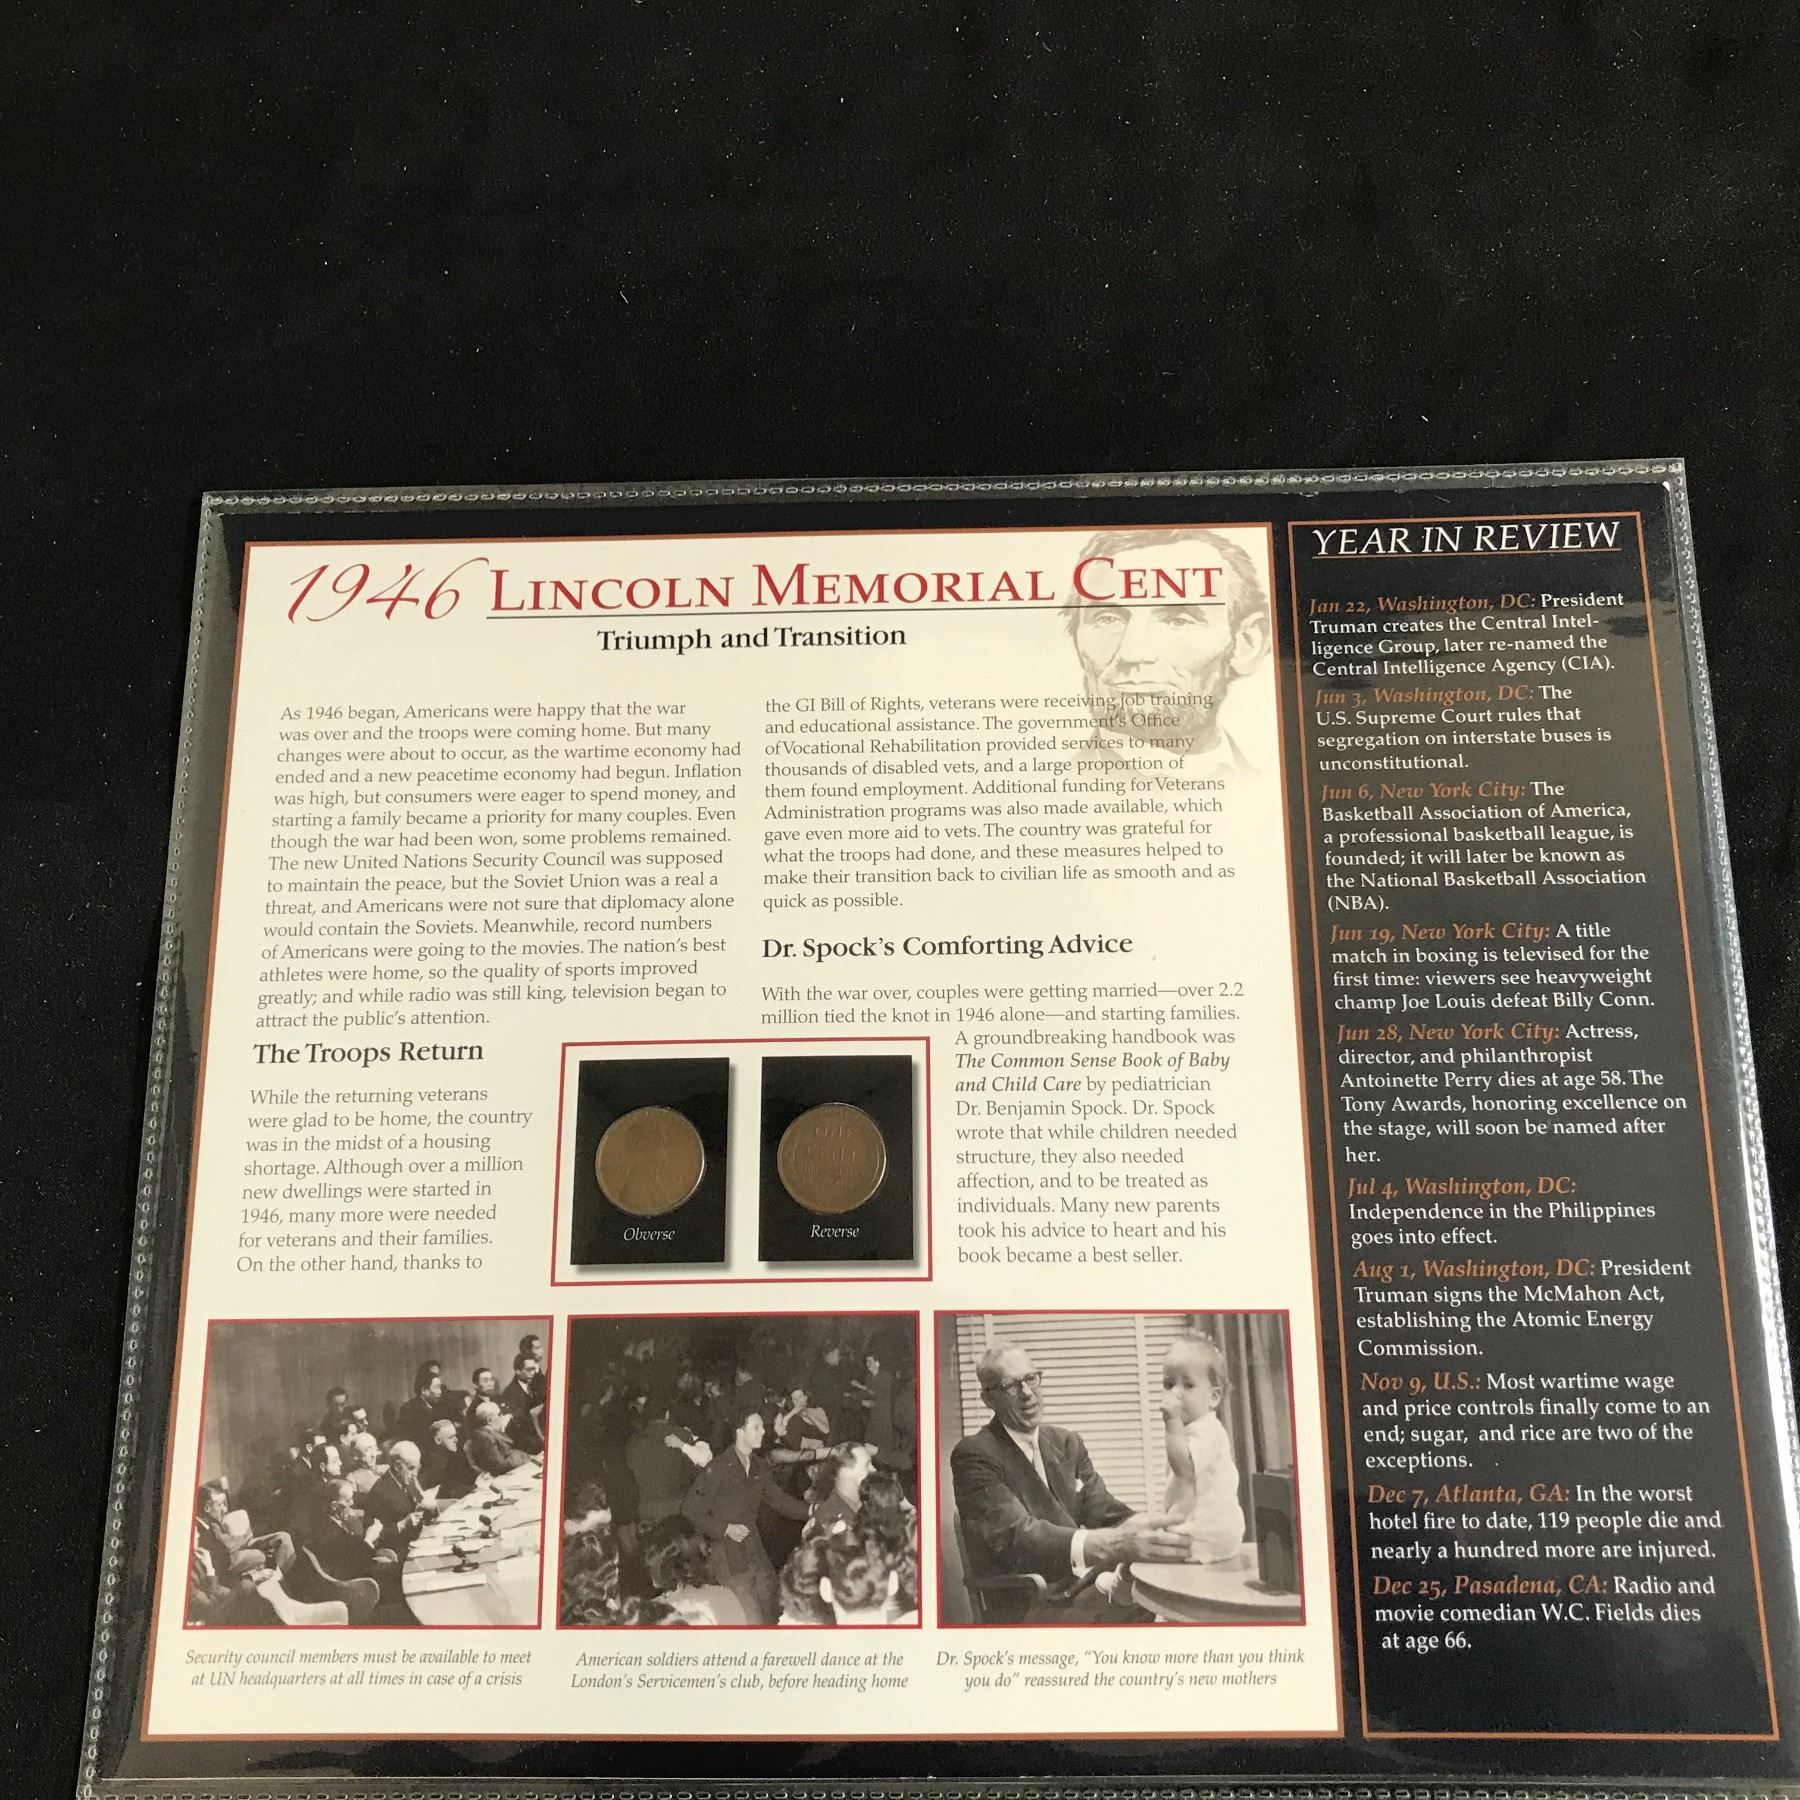 1946 LINCOLN MEMORIAL CENT
Triumph and Transition
As 1946 began, Americans were happy that the war
was over and the troops were coming home. But many
changes were about to occur, as the wartime economy had
ended and a new peacetime economy had begun. Inflation
was high, but consumers were eager to spend money, and
starting a family became a priority for many couples. Even
though the war had been won, some problems remained.
The new United Nations Security Council was supposed
to maintain the peace, but the Soviet Union was a real a
threat, and Americans were not sure that diplomacy alone
would contain the Soviets. Meanwhile, record numbers
of Americans were going to the movies. The nation's best
athletes were home, so the quality of sports improved
greatly; and while radio was still king, television began to
attract the public's attention.
The Troops Return
While the returning veterans
were glad to be home, the country
was in the midst of a housing
shortage. Although over a million
new dwellings were started in
1946, many more were needed
for veterans and their families.
On the other hand, thanks to
the GI Bill of Rights, veterans were receiving job training
and educational assistance. The government's Office
of Vocational Rehabilitation provided services to many
thousands of disabled vets, and a large proportion of
them found employment. Additional funding for Veterans
Administration programs was also made available, which
gave even more aid to vets. The country was grateful for
what the troops had done, and these measures helped to
make their transition back to civilian life as smooth and as
quick as possible.
Dr. Spock's Comforting Advice
With the war over, couples were getting married—over 2.2
million tied the knot in 1946 alone—and starting families.
A groundbreaking handbook was
The Common Sense Book of Baby
and Child Care by pediatrician
Dr. Benjamin Spock. Dr. Spock
wrote that while children needed
structure, they also needed
affection, and to be treated as
individuals. Many new parents
took his advice to heart and his
book became a best seller.
ONE
CENT
Obverse
Reverse
Security council members must be available to meet
at UN headquarters at all times in case of a crisis
American soldiers attend a farewell dance at the
London's Servicemen's club, before heading home
Dr. Spock's message, "You know more than you think
you do" reassured the country's new mothers
YEAR IN REVIEW
Jan 22, Washington, DC: President
Truman creates the Central Intel-
ligence Group, later re-named the
Central Intelligence Agency (CIA).
Jun 3, Washington, DC: The
U.S. Supreme Court rules that
segregation on interstate buses is
unconstitutional.
Jun 6, New York City: The
Basketball Association of America,
a professional basketball league, is
founded; it will later be known as
the National Basketball Association
(NBA).
Jun 19, New York City: A title
match in boxing is televised for the
first time: viewers see heavyweight
champ Joe Louis defeat Billy Conn.
Jun 28, New York City: Actress,
director, and philanthropist
Antoinette Perry dies at age 58. The
Tony Awards, honoring excellence on
the stage, will soon be named after
her.
Jul 4, Washington, DC:
Independence in the Philippines
goes into effect.
Aug 1, Washington, DC: President
Truman signs the McMahon Act,
establishing the Atomic Energy
Commission.
Nov 9, U.S.: Most wartime wage
and price controls finally come to an
end; sugar, and rice are two of the
exceptions.
Dec 7, Atlanta, GA: In the worst
hotel fire to date, 119 people die and
nearly a hundred more are injured.
Dec 25, Pasadena, CA: Radio and
movie comedian W.C. Fields dies
at age 66.